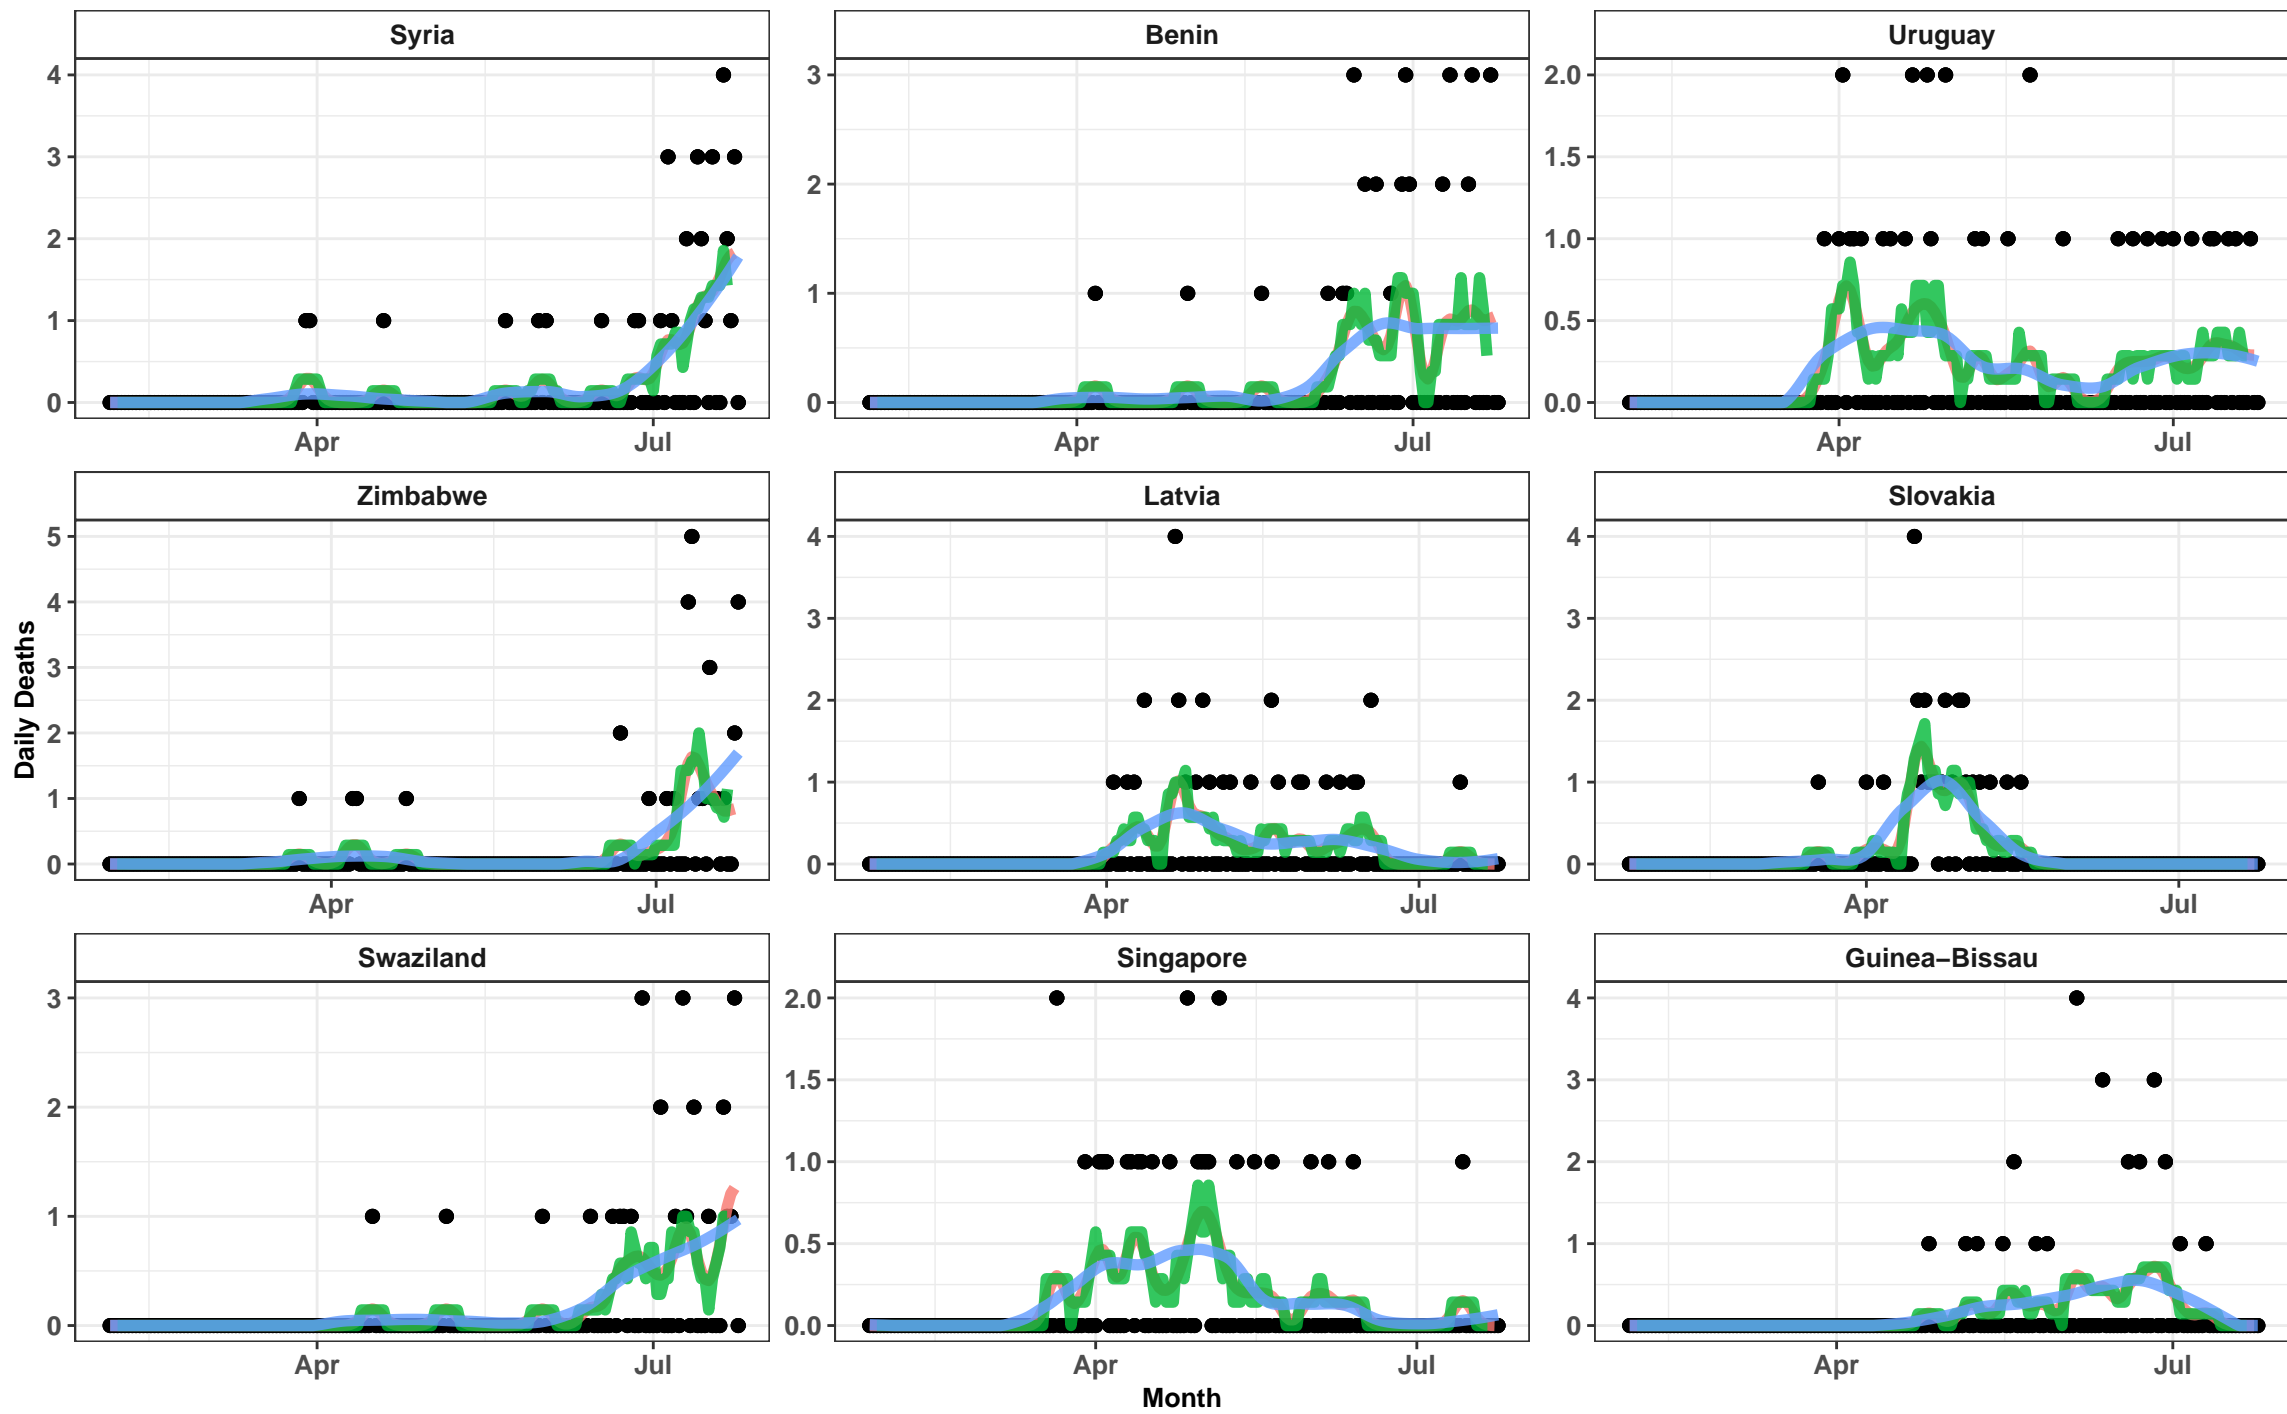 Syria
Benin
Uruguay
4
3
2
1
0
Apr
Jul
3
2
1
0
Apr
Jul
2.0
1.5
1.0
0.5
0.0
Apr
Jul
Zimbabwe
Latvia
Slovakia
5
4
3
2
1
0
Apr
Jul
4
3
2
1
0
Apr
Jul
4
3
2
1
0
Apr
Jul
Daily Deaths
Swaziland
Singapore
Guinea−Bissau
3
2
1
0
Apr
Jul
2.0
1.5
1.0
0.5
0.0
Apr
Jul
4
3
2
1
0
Apr
Jul
Month